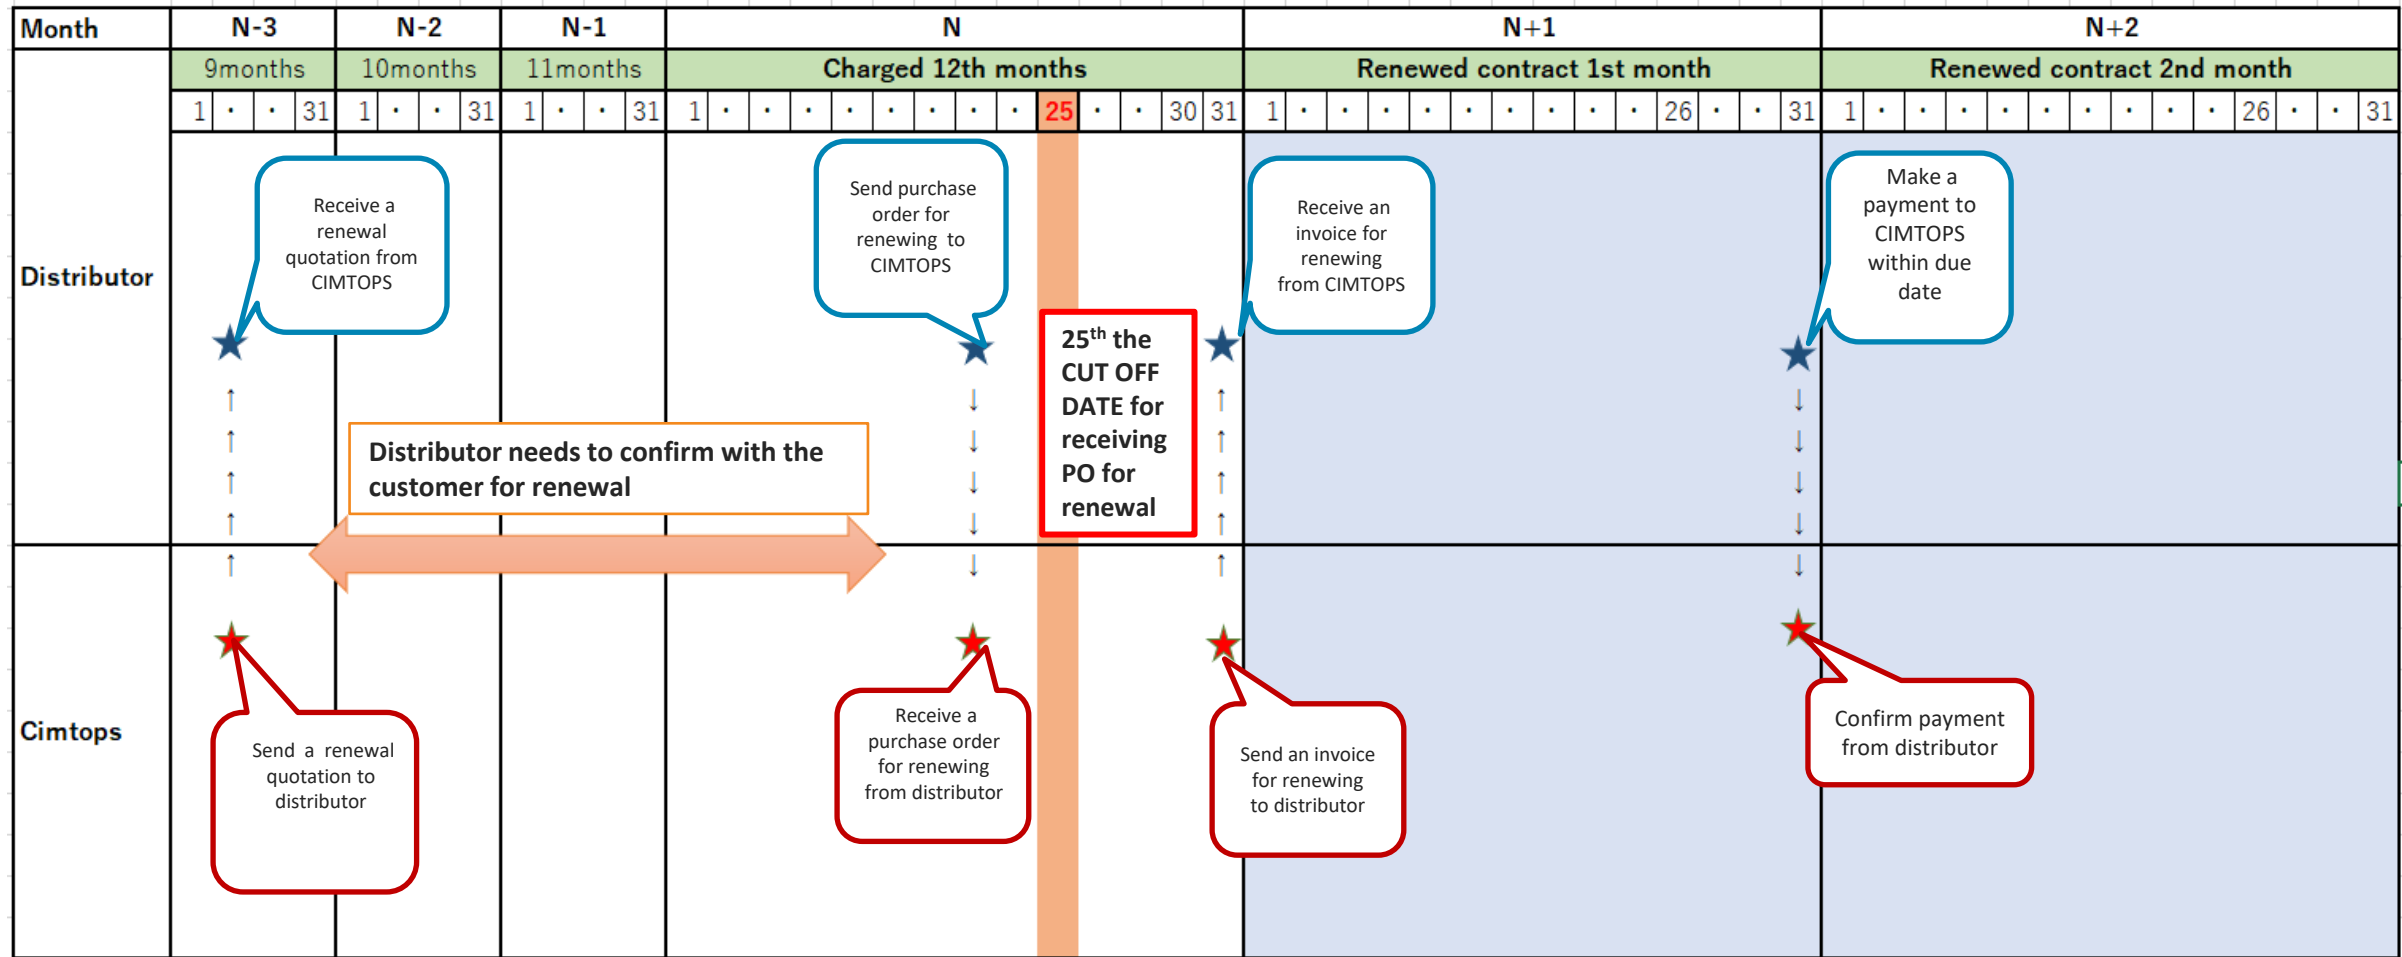 Month N-3 N-2 N-1 N N+1 N+2
9months 10months 11months Charged 12th months Renewed contract 1st month Renewed contract 2nd month
1 · · 31 1 · · 31 1 · · 31 1 · · · · · · · · 25 · · 30 31 1 · · · · · · · · · 26 · · 31 1 · · · · · · · · · 26 · · 31
Distributor
Receive a
renewal
quotation from
CIMTOPS
Send purchase
order for
renewing to
CIMTOPS
Receive an
invoice for
renewing
from CIMTOPS
Make a
payment to
CIMTOPS
within due
date
25th the
CUT OFF
DATE for
receiving
PO for
renewal
Distributor needs to confirm with the
customer for renewal
↑ ↓ ↑ ↓
↑ ↓ ↑ ↓
↑ ↓ ↑ ↓
↑ ↓ ↑ ↓
↑ ↓ ↑ ↓
Cimtops
Send a renewal
quotation to
distributor
Receive a
purchase order
for renewing
from distributor
Send an invoice
for renewing
to distributor
Confirm payment
from distributor